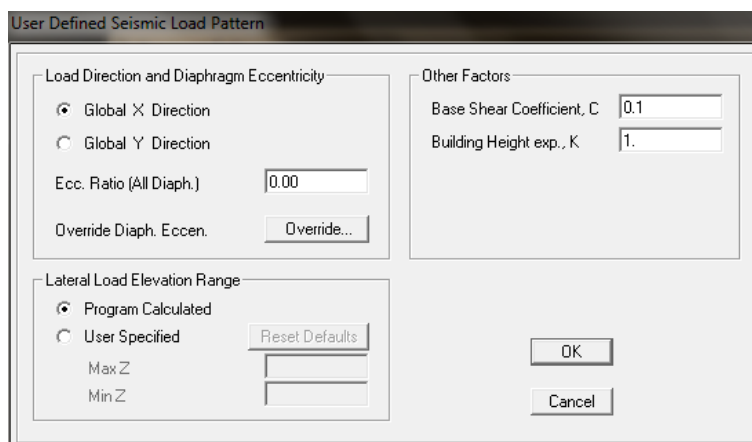 User Defined Seismic Load Pattern
Load Direction and Diaphragm Eccentricity
Global X Direction
Global Y Direction
Ecc. Ratio (All Diaph.) 0.00
Override Diaph. Eccen. Override...
Other Factors
Base Shear Coefficient, C 0.1
Building Height exp., K 1.
Lateral Load Elevation Range
Program Calculated
User Specified Reset Defaults
Max Z
Min Z
OK
Cancel